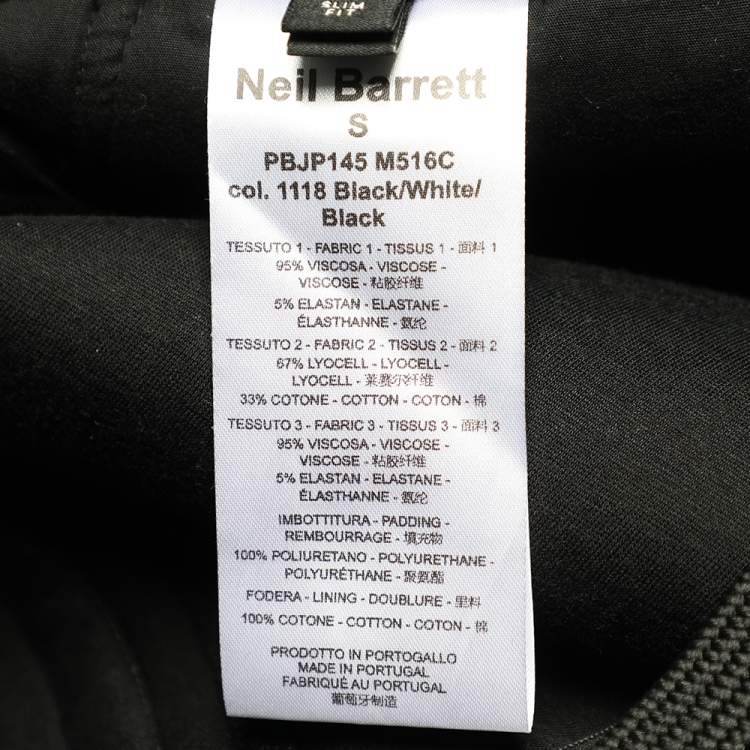 SLIM
FIT
Neil Barrett
S
PBJP145 M516C
col. 1118 Black/White/
Black
TESSUTO 1 - FABRIC 1 - TISSUS 1 - 面料 1
95% VISCOSA - VISCOSE -
VISCOSE - 粘胶纤维
5% ELASTAN - ELASTANE -
ÉLASTHANNE - 氨纶
TESSUTO 2 - FABRIC 2 - TISSUS 2 - 面料 2
67% LYOCELL - LYOCELL -
LYOCELL - 莱赛尔纤维
33% COTONE - COTTON - COTON - 棉
TESSUTO 3 - FABRIC 3 - TISSUS 3 - 面料 3
95% VISCOSA - VISCOSE -
VISCOSE - 粘胶纤维
5% ELASTAN - ELASTANE -
ÉLASTHANNE - 氨纶
IMBOTTITURA - PADDING -
REMBOURRAGE - 填充物
100% POLIURETANO - POLYURETHANE -
POLYURÉTHANE - 聚氨酯
FODERA - LINING - DOUBLURE - 里料
100% COTONE - COTTON - COTON - 棉
PRODOTTO IN PORTOGALLO
MADE IN PORTUGAL
FABRIQUÉ AU PORTUGAL
葡萄牙制造